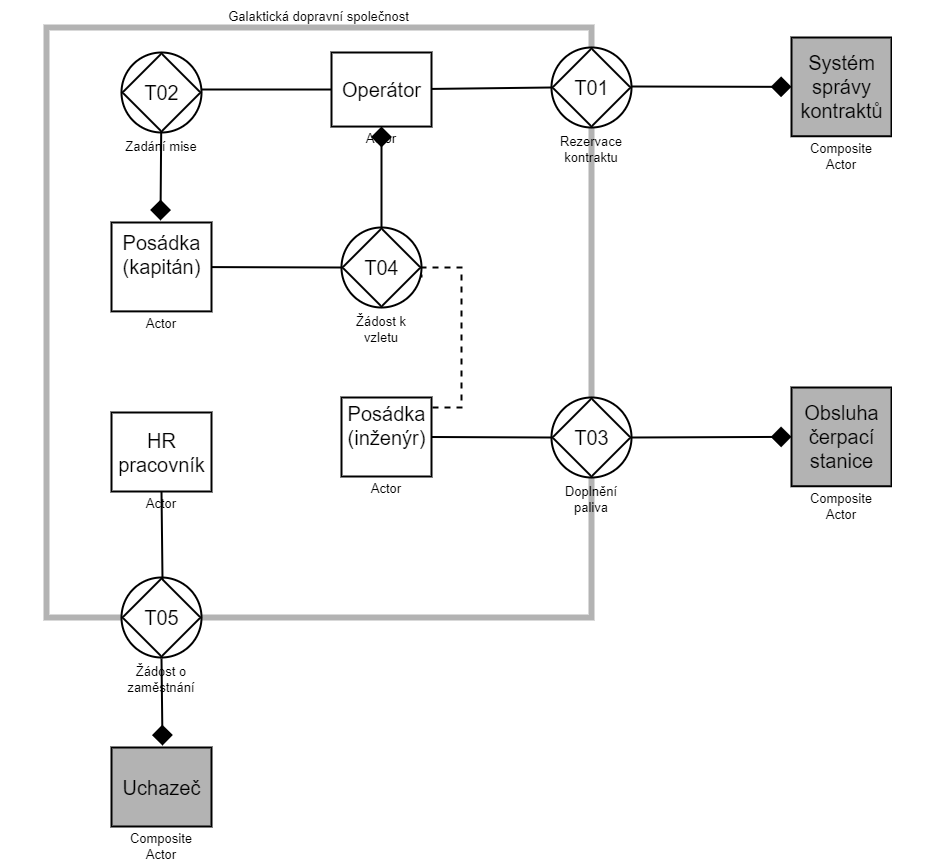 Galaktická dopravní společnost
T02
Zadání mise
Operátor
Actor
T01
Rezervace
kontraktu
Systém
správy
kontraktů
Composite
Actor
Posádka
(kapitán)
Actor
T04
Žádost k
vzletu
HR
pracovník
Actor
Posádka
(inženýr)
Actor
T03
Doplnění
paliva
Obsluha
čerpací
stanice
Composite
Actor
T05
Žádost o
zaměstnání
Uchazeč
Composite
Actor